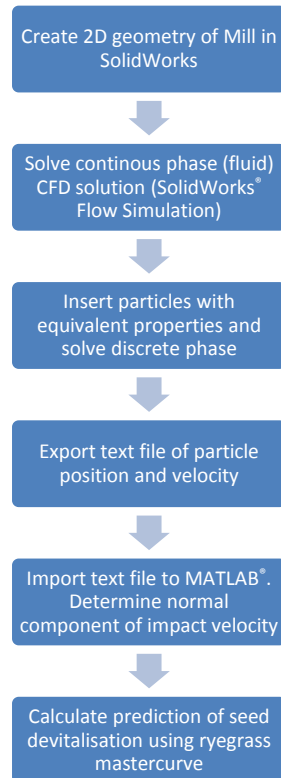 Create 2D geometry of Mill in
SolidWorks
Solve continous phase (fluid)
CFD solution (SolidWorks®
Flow Simulation)
Insert particles with
equivalent properties and
solve discrete phase
Export text file of particle
position and velocity
Import text file to MATLAB®.
Determine normal
component of impact velocity
Calculate prediction of seed
devitalisation using ryegrass
mastercurve